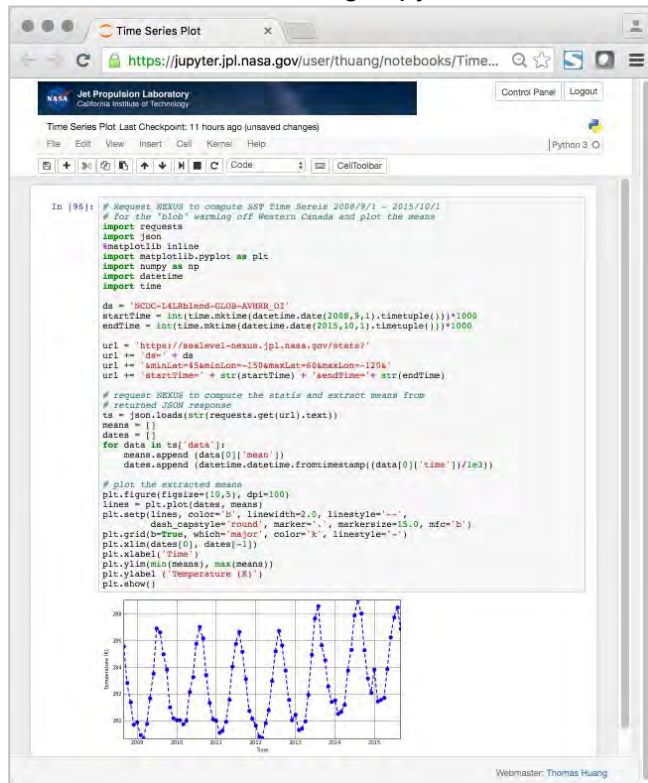 Time Series Plot
https://jupyter.jpl.nasa.gov/user/thuang/notebooks/Time...
NASA Jet Propulsion Laboratory
California Institute of Technology
Control Panel Logout
Time Series Plot Last Checkpoint: 11 hours ago (unsaved changes)
File Edit View Insert Cell Kernel Help
Python 3
Code CellToolbar
In [96]: # Request NEXUS to compute SST Time Sereis 2008/9/1 - 2015/10/1
# for the "blob" warming off Western Canada and plot the means
import requests
import json
%matplotlib inline
import matplotlib.pyplot as plt
import numpy as np
import datetime
import time
ds = 'NCDC-L4LRblend-GLOB-AVHRR_OI'
startTime = int(time.mktime(datetime.date(2008,9,1).timetuple()))*1000
endTime = int(time.mktime(datetime.date(2015,10,1).timetuple()))*1000
url = 'https://sealevel-nexus.jpl.nasa.gov/stats?'
url += 'ds=' + ds
url += '&minLat=45&minLon=-150&maxLat=60&maxLon=-120&'
url += 'startTime=' + str(startTime) + '&endTime='+ str(endTime)
# request NEXUS to compute the statis and extract means from
# returned JSON response
ts = json.loads(str(requests.get(url).text))
means = []
dates = []
for data in ts['data']:
means.append (data[0]['mean'])
dates.append (datetime.datetime.fromtimestamp((data[0]['time'])/1e3))
# plot the extracted means
plt.figure(figsize=(10,5), dpi=100)
lines = plt.plot(dates, means)
plt.setp(lines, color='b', linewidth=2.0, linestyle='--',
dash_capstyle='round', marker='.', markersize=15.0, mfc='b')
plt.grid(b=True, which='major', color='k', linestyle='-')
plt.xlim(dates[0], dates[-1])
plt.xlabel('Time')
plt.ylim(min(means), max(means))
plt.ylabel ('Temperature (K)')
plt.show()
288
286
284
282
280
Temperature (K)
2009 2010 2011 2012 2013 2014 2015
Time
Webmaster: Thomas Huang